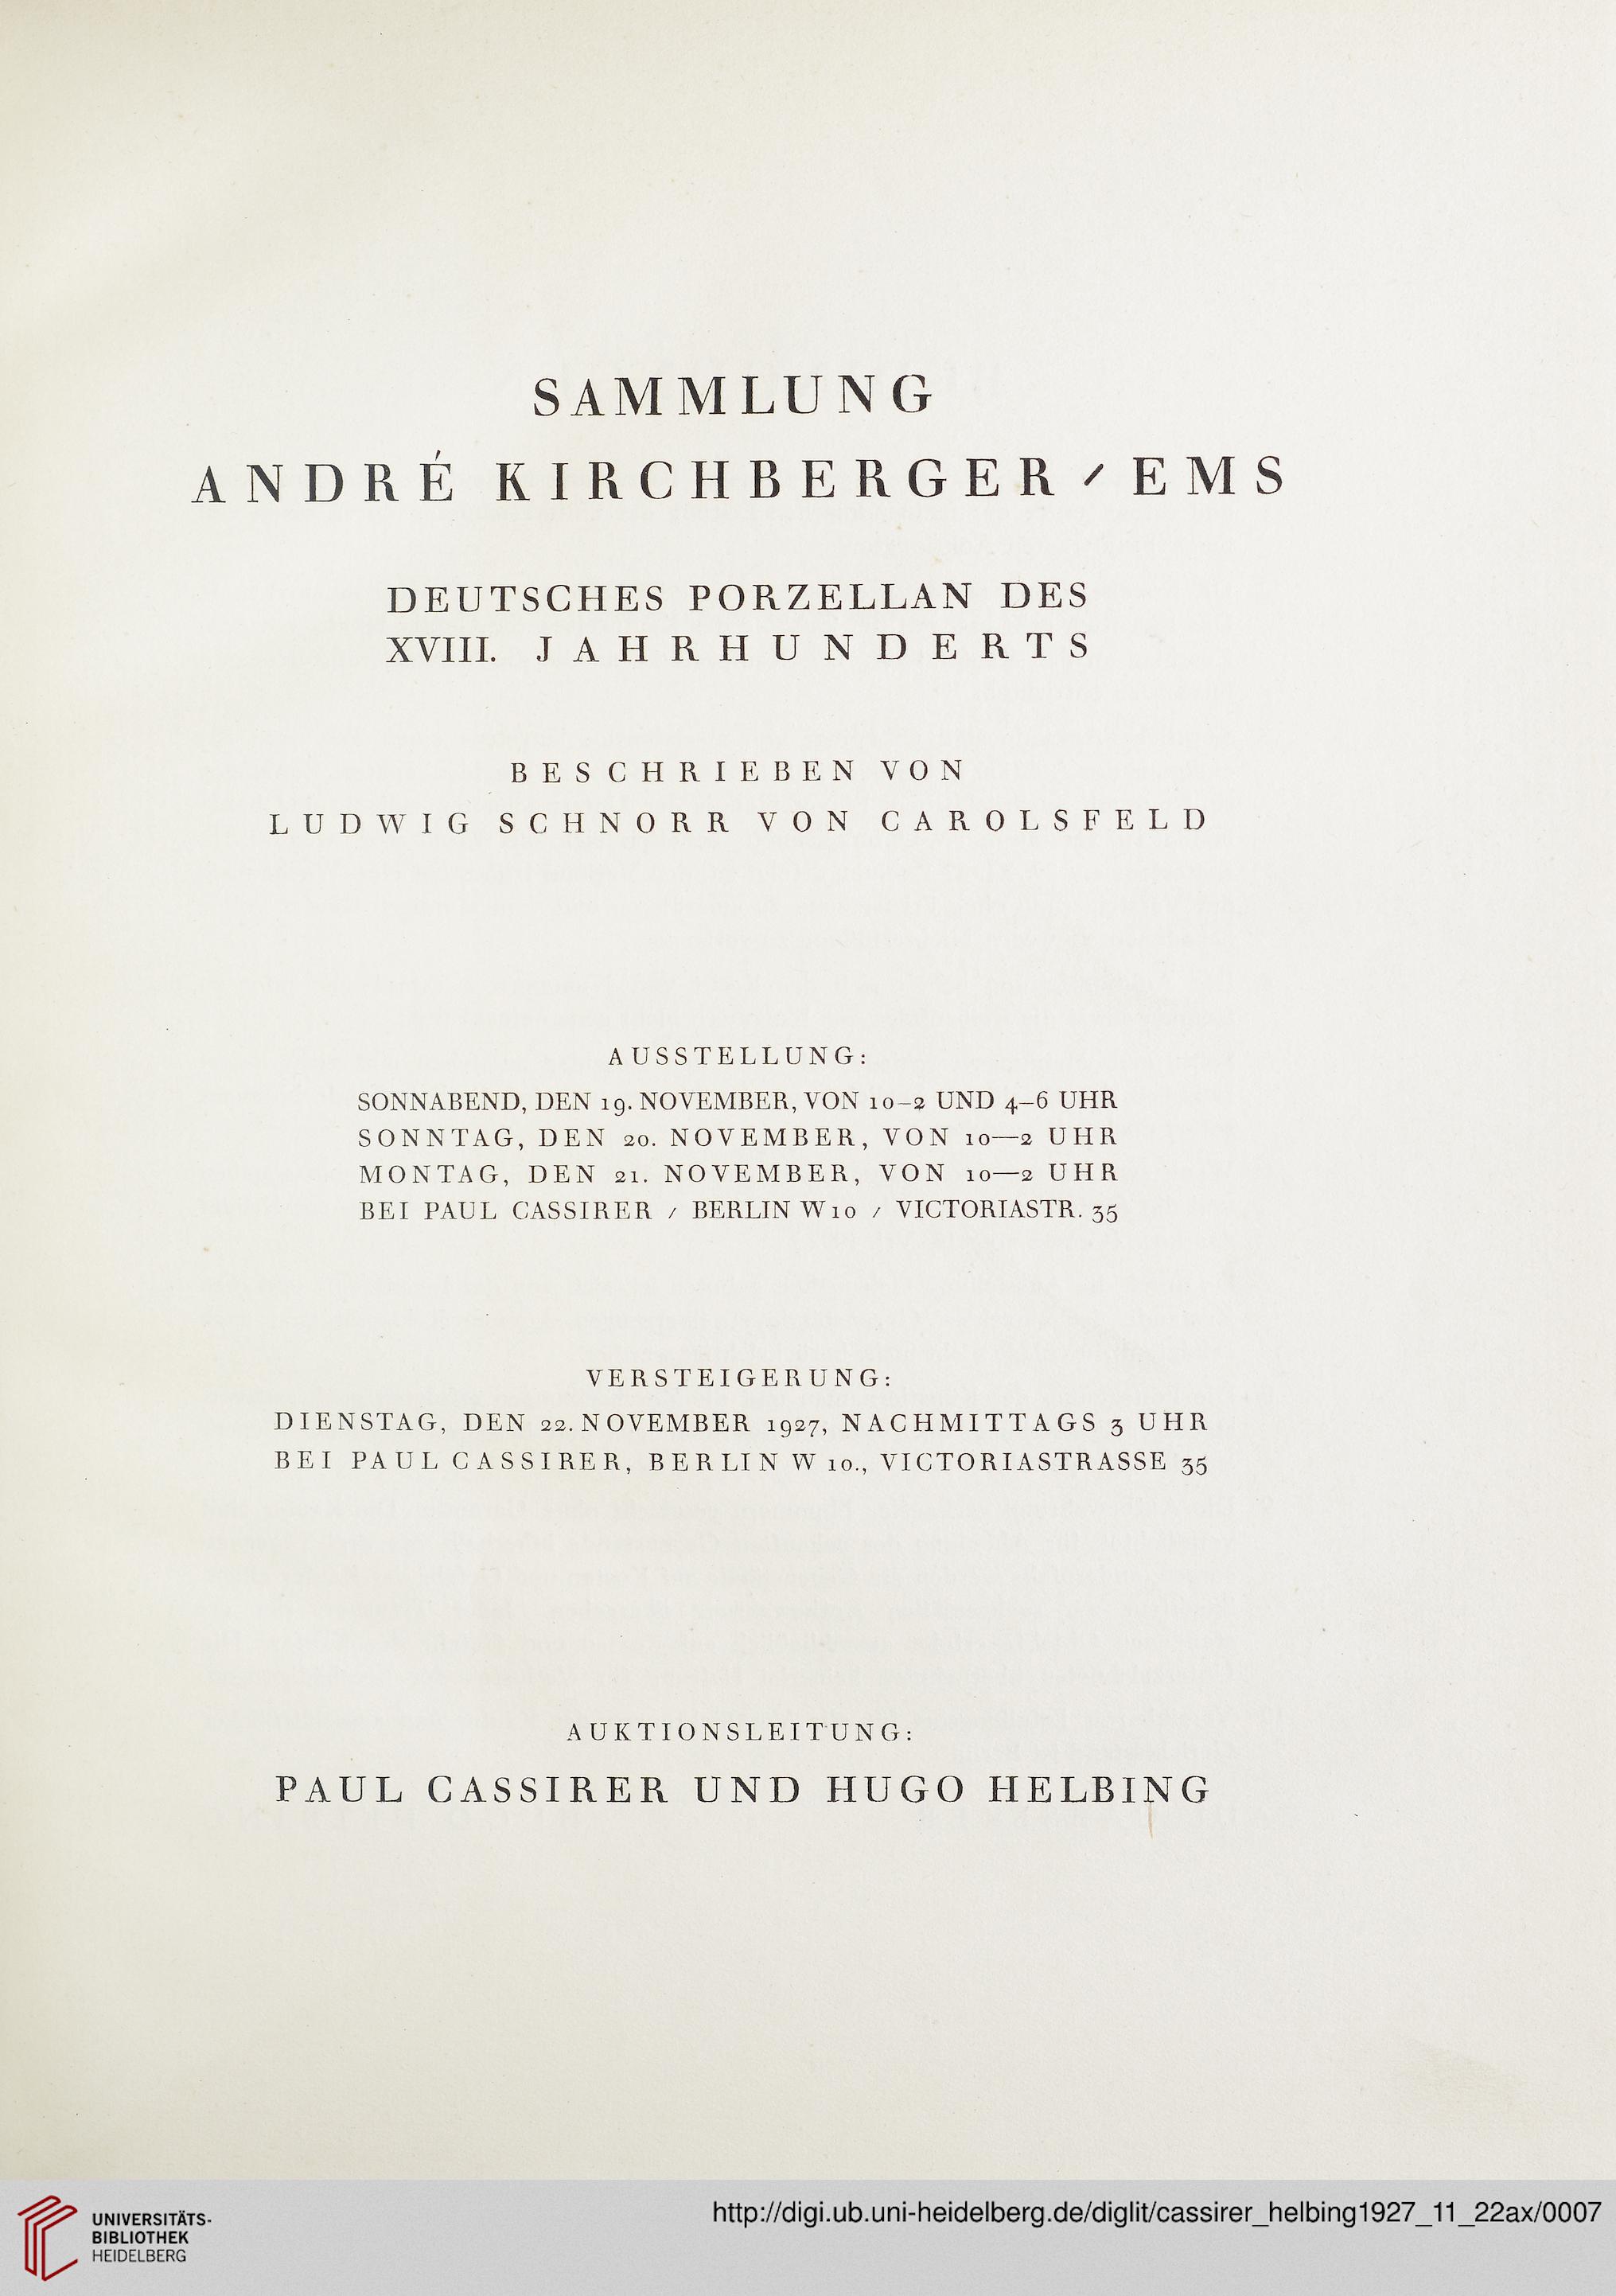 SAMMLUNG
ANDRÉ KIRCHBERGER / EMS
DEUTSCHES PORZELLAN DES
XVIII. JAHRHUNDERTS
BESCHRIEBEN VON
LUDWIG SCHNORR VON CAROLSFELD
AUSSTELLUNG:
SONNABEND, DEN 19. NOVEMBER, VON 10–2 UND 4–6 UHR
SONNTAG, DEN 20. NOVEMBER, VON 10—2 UHR
MONTAG, DEN 21. NOVEMBER, VON 10—2 UHR
BEI PAUL CASSIRER / BERLIN W 10 / VICTORIASTR. 35
VERSTEIGERUNG:
DIENSTAG, DEN 22. NOVEMBER 1927, NACHMITTAGS 3 UHR
BEI PAUL CASSIRER, BERLIN W 10., VICTORIASTRASSE 35
AUKTIONSLEITUNG:
PAUL CASSIRER UND HUGO HELBING
UNIVERSITÄTS-
BIBLIOTHEK
HEIDELBERG
http://digi.ub.uni-heidelberg.de/diglit/cassirer_helbing1927_11_22ax/0007